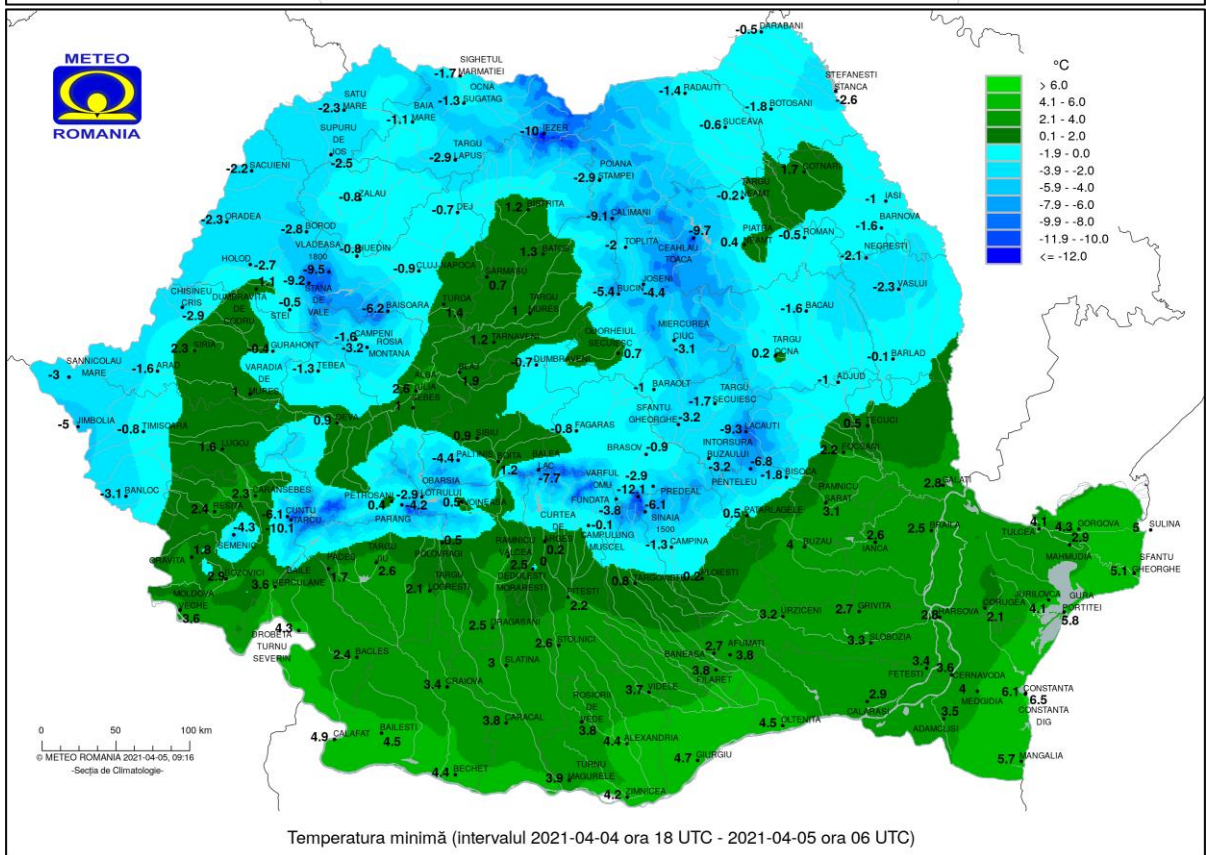 METEO
ROMANIA
°C
> 6.0
4.1 - 6.0
2.1 - 4.0
0.1 - 2.0
-1.9 - 0.0
-3.9 - -2.0
-5.9 - -4.0
-7.9 - -6.0
-9.9 - -8.0
-11.9 - -10.0
<= -12.0
-0.5 DARABANI
SIGHETUL
-1.7 MARMATIEI
OCNA
-1.3 SUGATAG
SATU
-2.3 MARE
BAIA
-1.1 MARE
-10 IEZER
-1.4 RADAUTI
-1.8 BOTOSANI
STEFANESTI
STANCA
-2.6
-0.6 SUCEAVA
SUPURU
DE
JOS
-2.5
TARGU
-2.9 LAPUS
POIANA
-2.9 STAMPEI
1.7 COTNARI
-2.2 SACUIENI
-0.8 ZALAU
-0.7 DEJ
1.2 BISTRITA
TARGU
-0.2 NEAMT
-1 IASI
BARNOVA
-1.6
-2.3 ORADEA
-2.8 BOROD
-9.1 CALIMANI
-9.7
CEAHLAU
TOACA
PIATRA
0.4 NEAMT
-0.5 ROMAN
NEGRESTI
-2.1
VLADEASA
1800
-9.5
-0.8 HUEDIN
-2 TOPLITA
1.3 BATOS
HOLOD
-2.7
-0.9 CLUJ-NAPOCA
SARMASU
0.7
JOSENI
-4.4
-5.4 BUCIN
-2.3 VASLUI
-9.2
STANA
DE
VALE
1.1
DUMBRAVITA
DE
CODRU
-0.5
STEI
CHISINEU
CRIS
-2.9
-6.2 BAISOARA
TURDA
1.4
TARGU
1 MURES
-1.6 BACAU
-1.6 CAMPENI
-3.2 ROSIA
MONTANA
1.2 TARNAVENI
ODORHEIUL
SECUIESC
0.7
MIERCUREA
CIUC
-3.1
TARGU
0.2 OCNA
-0.1 BARLAD
2.3 SIRIA
-0.4 GURAHONT
-1.3 TEBEA
-0.7 DUMBRAVENI
SANNICOLAU
MARE
-3
-1.6 ARAD
VARADIA
DE
1 MURES
ALBA
2.6 IULIA
1 SEBES
BLAJ
1.9
-1 BARAOLT
TARGU
-1.7 SECUIESC
-1 ADJUD
JIMBOLIA
-5
-0.8 TIMISOARA
0.9 DEVA
0.9 SIBIU
-0.8 FAGARAS
SFANTU
GHEORGHE -3.2
-9.3 LACAUTI
0.5 TECUCI
1.6 LUGOJ
-4.4 PALTINIS
BOITA
1.2
BALEA
LAC
-7.7
BRASOV -0.9
INTORSURA
BUZAULUI
-3.2
-6.8
PENTELEU
-1.8 BISOCA
2.2 FOCSANI
2.8 GALATI
-3.1 BANLOC
2.3 CARANSEBES
2.4 RESITA
-6.1 CUNTU
-10.1 TARCU
-4.3
SEMENIC
PETROSANI
0.4
OBARSIA
-2.9 LOTRULUI
-4.2
PARANG
0.5 VOINEASA
VARFUL
OMU
-12.1
-2.9
PREDEAL
FUNDATA -3.8
-6.1
SINAIA
1500
0.5 PATARLAGELE
RAMNICU
SARAT
3.1
2.5 BRAILA
4.1
TULCEA
4.3 GORGOVA
2.9
MAHMUDIA
5 SULINA
SFANTU
5.1 GHEORGHE
1.8
ORAVITA
2.9 BOZOVICI
MOLDOVA
VECHE
3.6
3.6
BAILE
HERCULANE
PADES
1.7
TARGU
JIU
2.6
-0.5
POLOVRAGI
RAMNICU
VALCEA
2.5
CURTEA
DE
ARGES
0.2
0
DEDULESTI
MORARESTI
-0.1
CAMPULUNG
MUSCEL
-1.3 CAMPINA
4 BUZAU
2.6
IANCA
TARGU
2.1 LOGRESTI
PITESTI
2.2
0.8 TARGOVISTE
0.2 PLOIESTI
3.2 URZICENI
2.7 GRIVITA
2.8 HARSOVA
CORUGEA
2.1
JURILOVCA
4.1
GURA
PORTITEI
5.8
4.3
DROBETA
TURNU
SEVERIN
2.4 BACLES
2.5 DRAGASANI
2.6 STOLNICI
3 SLATINA
BANEASA
2.7
AFUMATI
3.8
3.8
FILARET
3.3 SLOBOZIA
3.4
FETESTI
3.6
CERNAVODA
4
MEDGIDIA
6.1 CONSTANTA
6.5
CONSTANTA
DIG
3.4 CRAIOVA
ROSIORII
DE
VEDE
3.8
3.7 VIDELE
2.9
CALARASI
3.5
ADAMCLISI
4.9 CALAFAT
BAILESTI
4.5
3.8 CARACAL
4.4 ALEXANDRIA
4.5 OLTENITA
4.7 GIURGIU
5.7 MANGALIA
4.4 BECHET
TURNU
3.9 MAGURELE
4.2 ZIMNICEA
0 50 100 km
© METEO ROMANIA 2021-04-05, 09:16
-Secția de Climatologie-
Temperatura minimă (intervalul 2021-04-04 ora 18 UTC - 2021-04-05 ora 06 UTC)